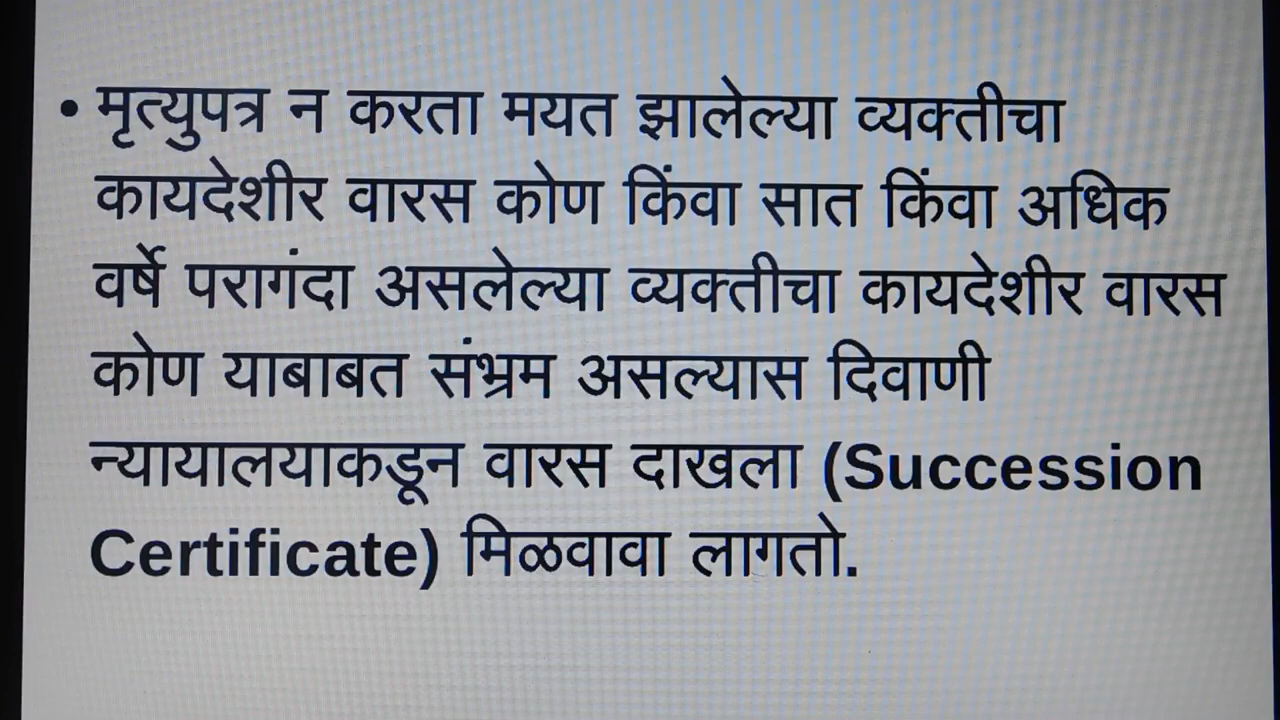 • मृत्युपत्र न करता मयत झालेल्या व्यक्तीचा
कायदेशीर वारस कोण किंवा सात किंवा अधिक
वर्षे परागंदा असलेल्या व्यक्तीचा कायदेशीर वारस
कोण याबाबत संभ्रम असल्यास दिवाणी
न्यायालयाकडून वारस दाखला (Succession
Certificate) मिळवावा लागतो.